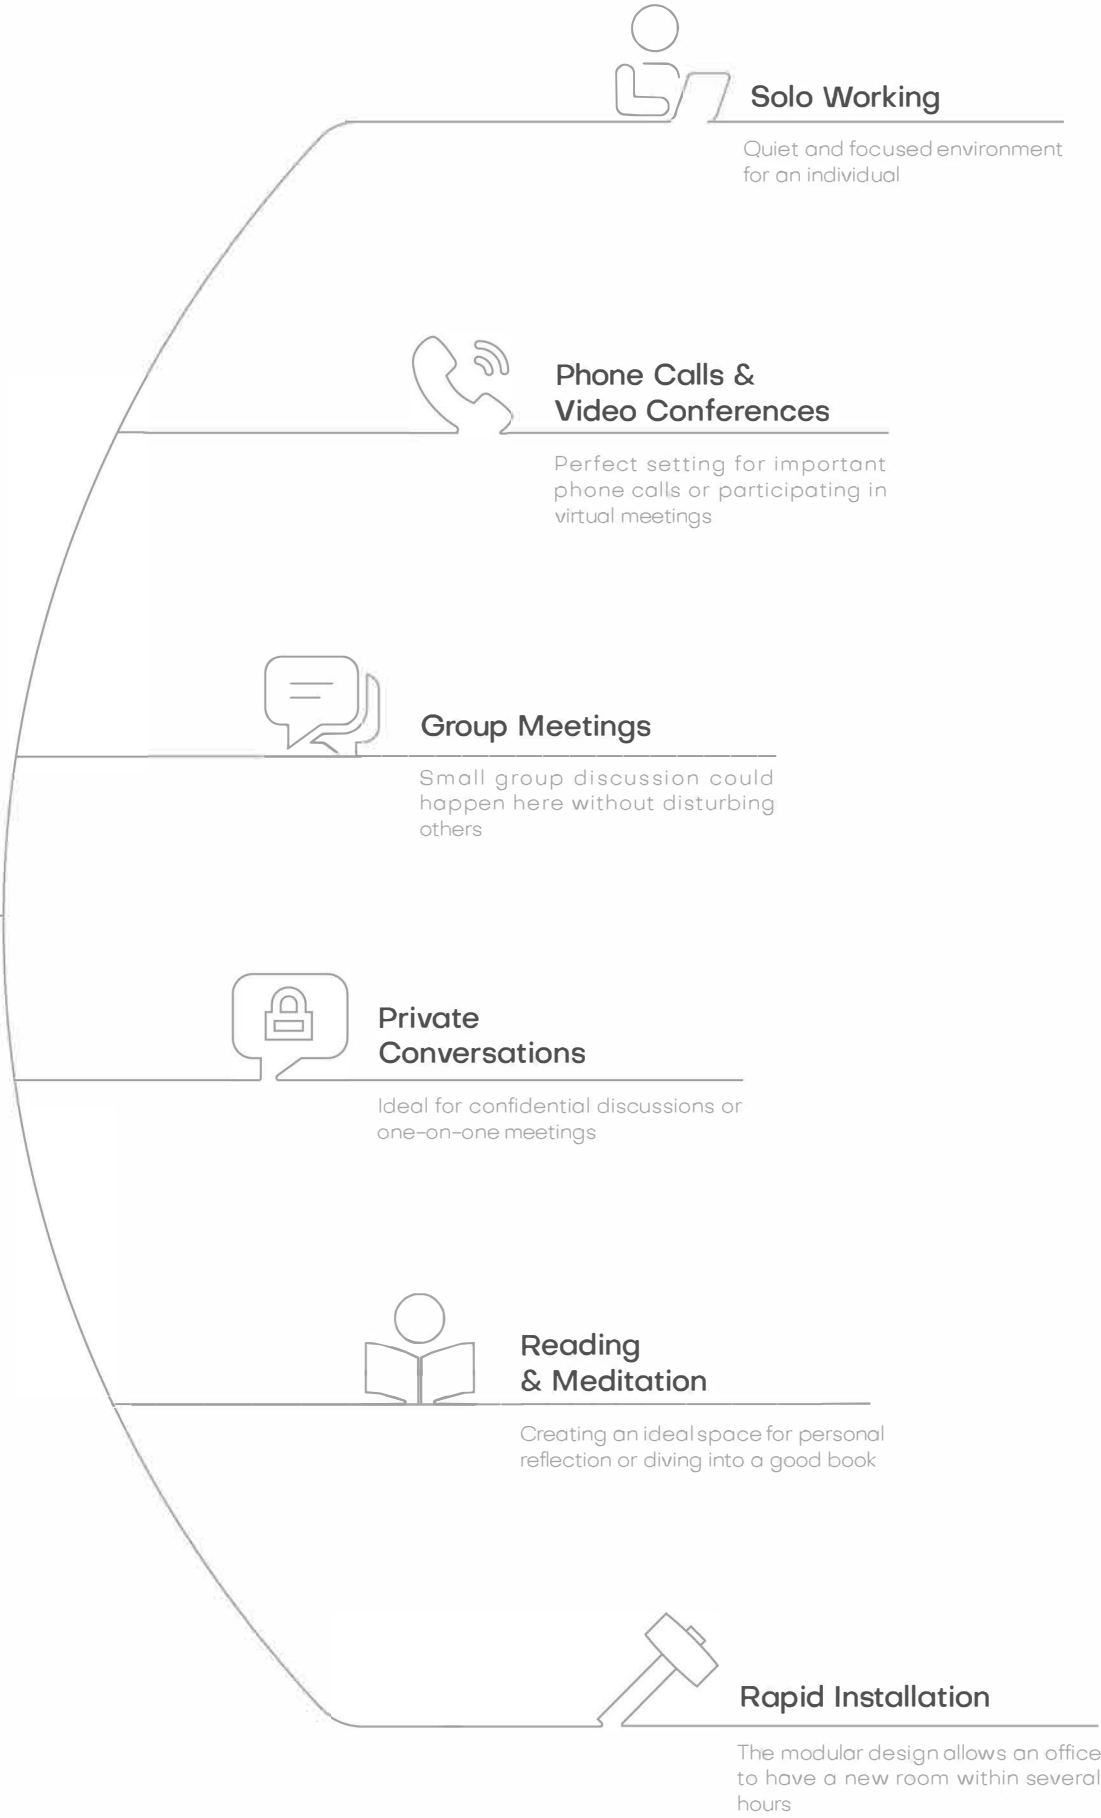 Solo Working
Quiet and focused environment
for an individual
Phone Calls &
Video Conferences
Perfect setting for important
phone calls or participating in
virtual meetings
Group Meetings
Small group discussion could
happen here without disturbing
others
Private
Conversations
Ideal for confidential discussions or
one-on-one meetings
Reading
& Meditation
Creating an ideal space for personal
reflection or diving into a good book
Rapid Installation
The modular design allows an office
to have a new room within several
hours